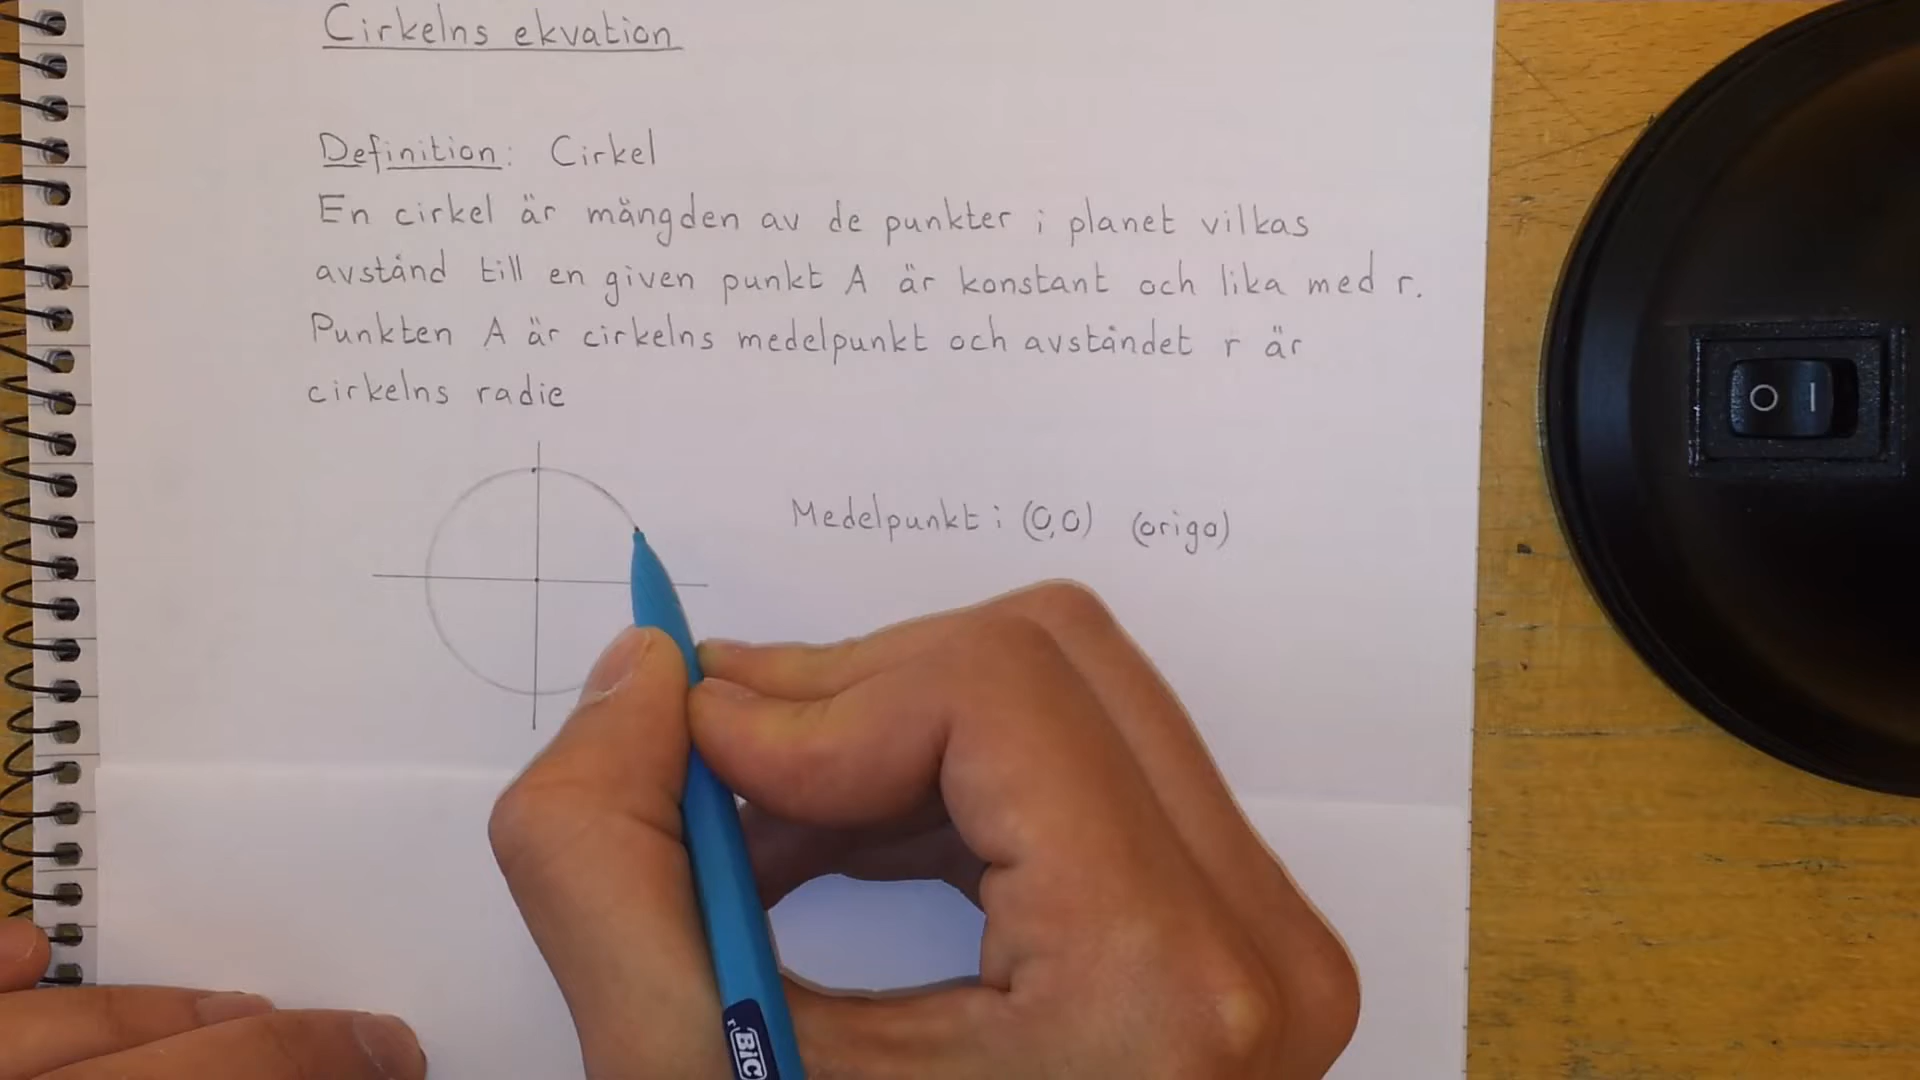 Cirkelns ekvation
Definition: Cirkel
En cirkel är mängden av de punkter i planet vilkas
avstånd till en given punkt A är konstant och lika med r.
Punkten A är cirkelns medelpunkt och avståndet r är
cirkelns radie
Medelpunkt i (0,0) (origo)
O I
BIC